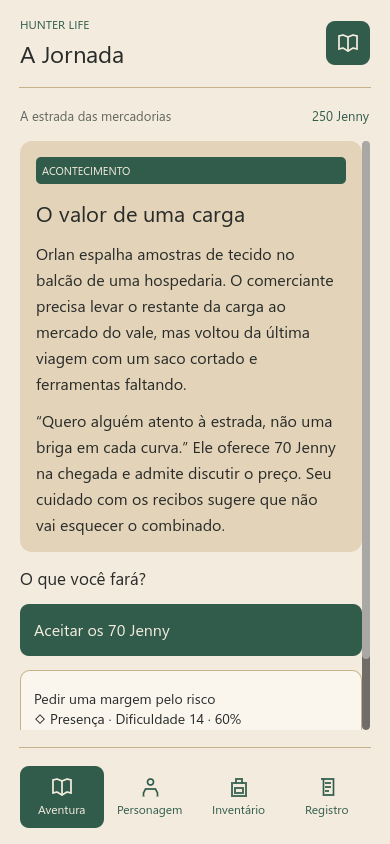 HUNTER LIFE
A Jornada
A estrada das mercadorias
250 Jenny
ACONTECIMENTO
O valor de uma carga
Orlan espalha amostras de tecido no
balcão de uma hospedaria. O comerciante
precisa levar o restante da carga ao
mercado do vale, mas voltou da última
viagem com um saco cortado e
ferramentas faltando.
“Quero alguém atento à estrada, não uma
briga em cada curva.” Ele oferece 70 Jenny
na chegada e admite discutir o preço. Seu
cuidado com os recibos sugere que não
vai esquecer o combinado.
O que você fará?
Aceitar os 70 Jenny
Pedir uma margem pelo risco
◇ Presença · Dificuldade 14 · 60%
Aventura
Personagem
Inventário
Registro